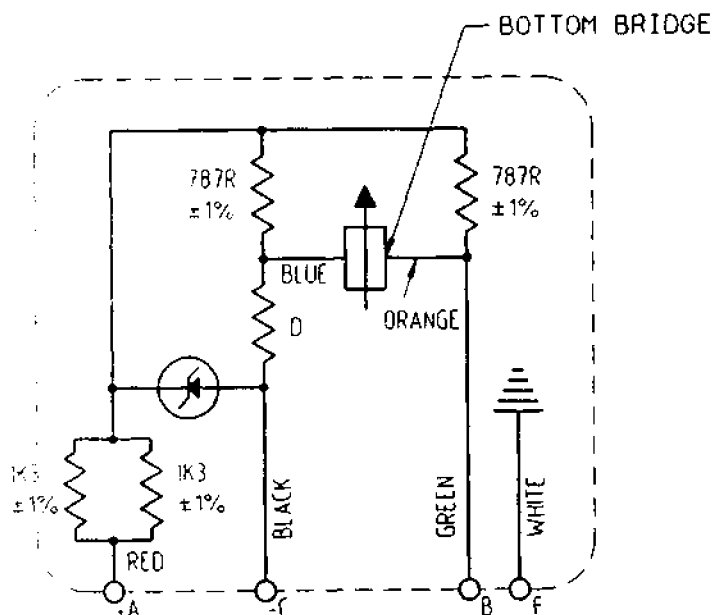 BOTTOM BRIDGE
787R
±1%
787R
±1%
BLUE
ORANGE
D
1K3
±1%
1K3
±1%
BLACK
GREEN
WHITE
RED
A
B